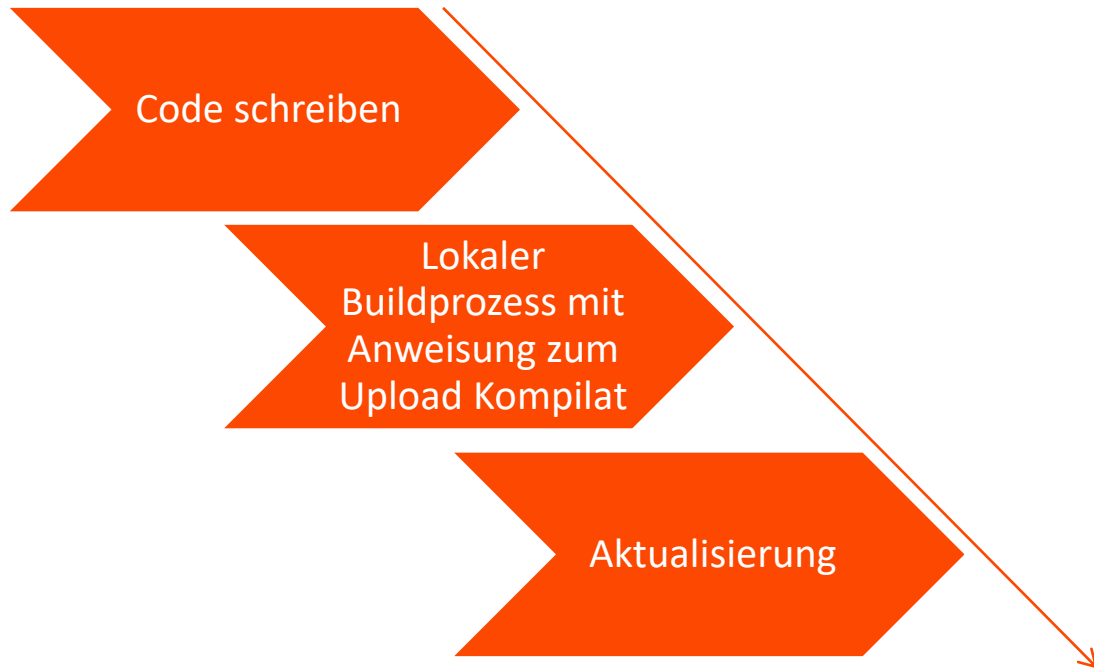 Code schreiben
Lokaler
Buildprozess mit
Anweisung zum
Upload Kompilat
Aktualisierung